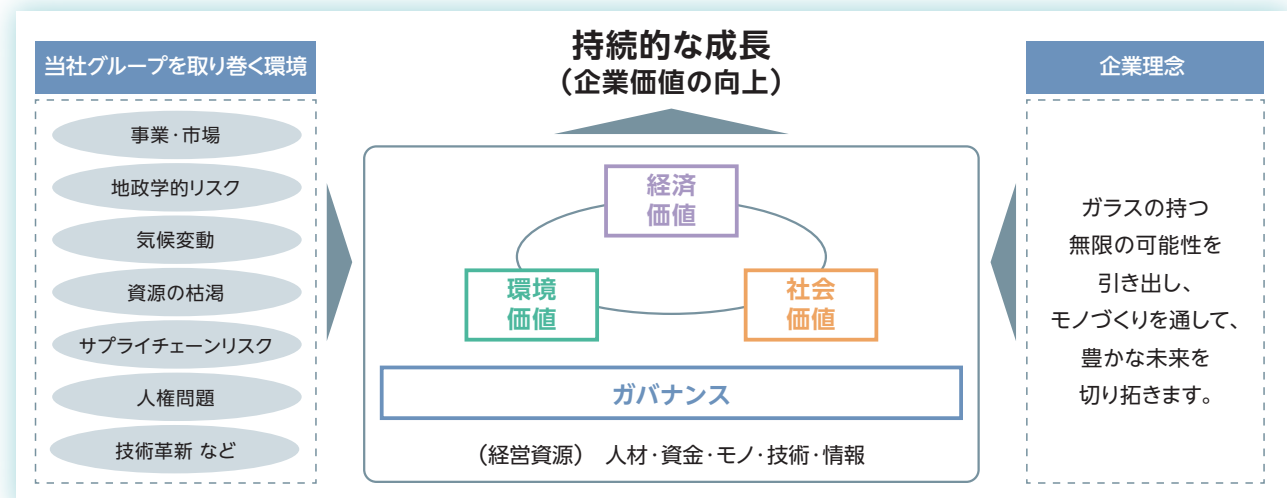 当社グループを取り巻く環境
事業・市場
地政学的リスク
気候変動
資源の枯渇
サプライチェーンリスク
人権問題
技術革新 など
持続的な成長
（企業価値の向上）
経済
価値
環境
価値
社会
価値
ガバナンス
（経営資源） 人材・資金・モノ・技術・情報
企業理念
ガラスの持つ
無限の可能性を
引き出し、
モノづくりを通して、
豊かな未来を
切り拓きます。